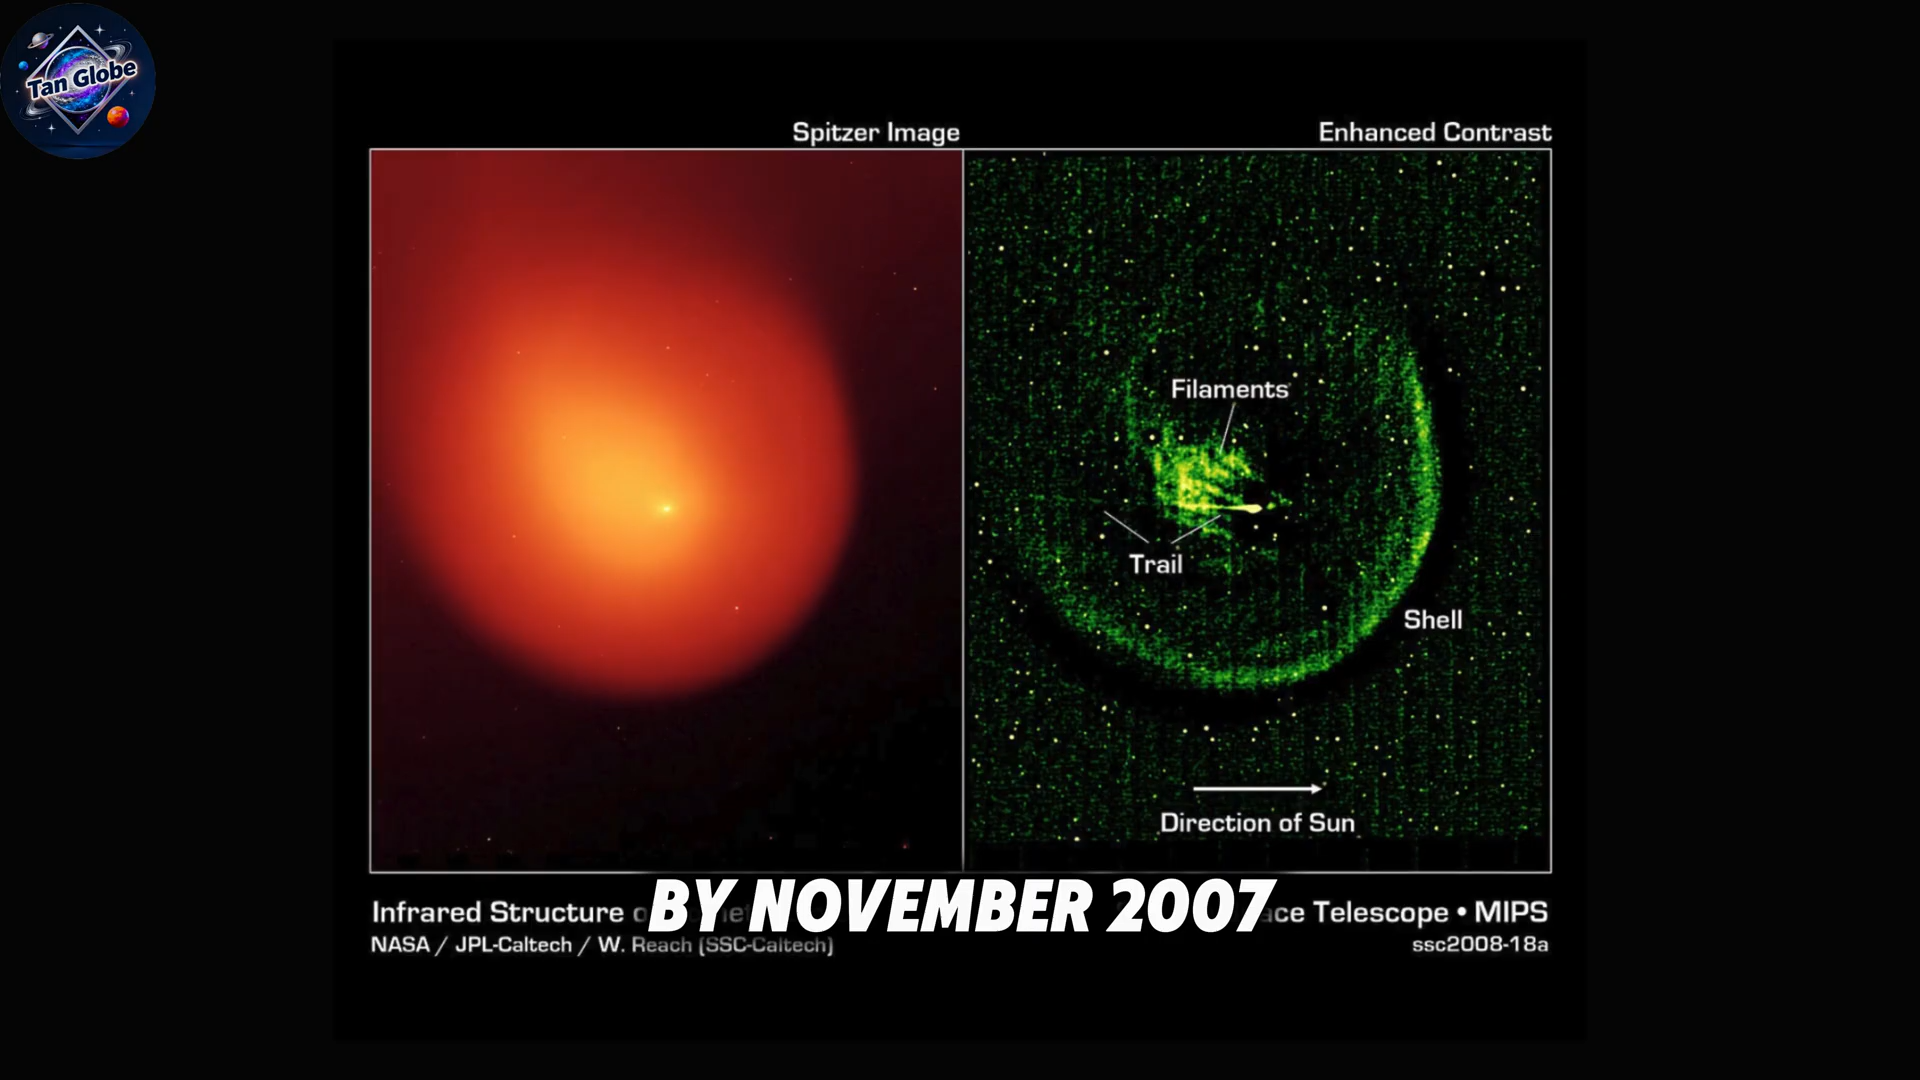 Tan Globe
Spitzer Image
Enhanced Contrast
Filaments
Trail
Shell
Direction of Sun
BY NOVEMBER 2007
Infrared Structure
ce Telescope • MIPS
NASA / JPL-Caltech / W. Reach (SSC-Caltech)
ssc2008-18a